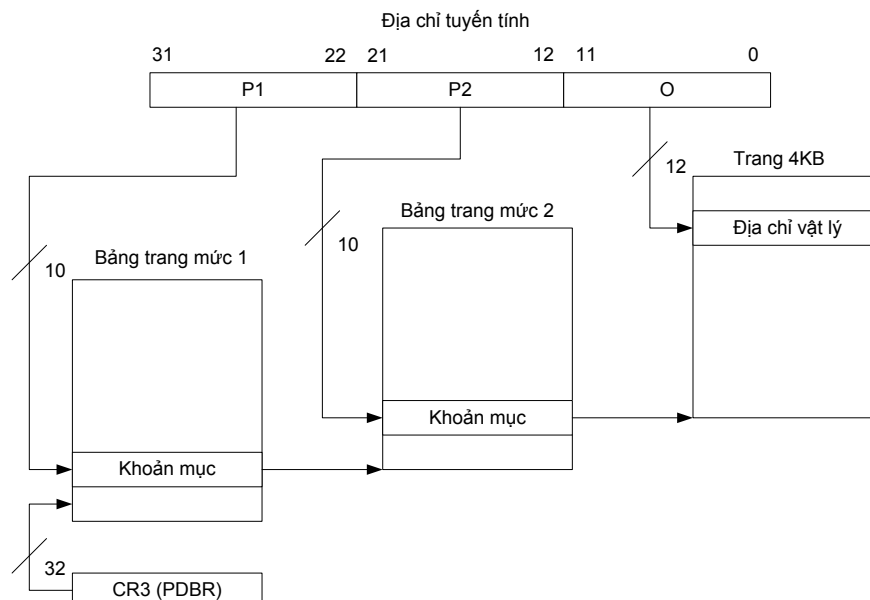 Địa chỉ tuyến tính
31 22 21 12 11 0
P1 P2 O
12
Trang 4KB
Địa chỉ vật lý
10
Bảng trang mức 2
Khoản mục
10
Bảng trang mức 1
Khoản mục
32
CR3 (PDBR)